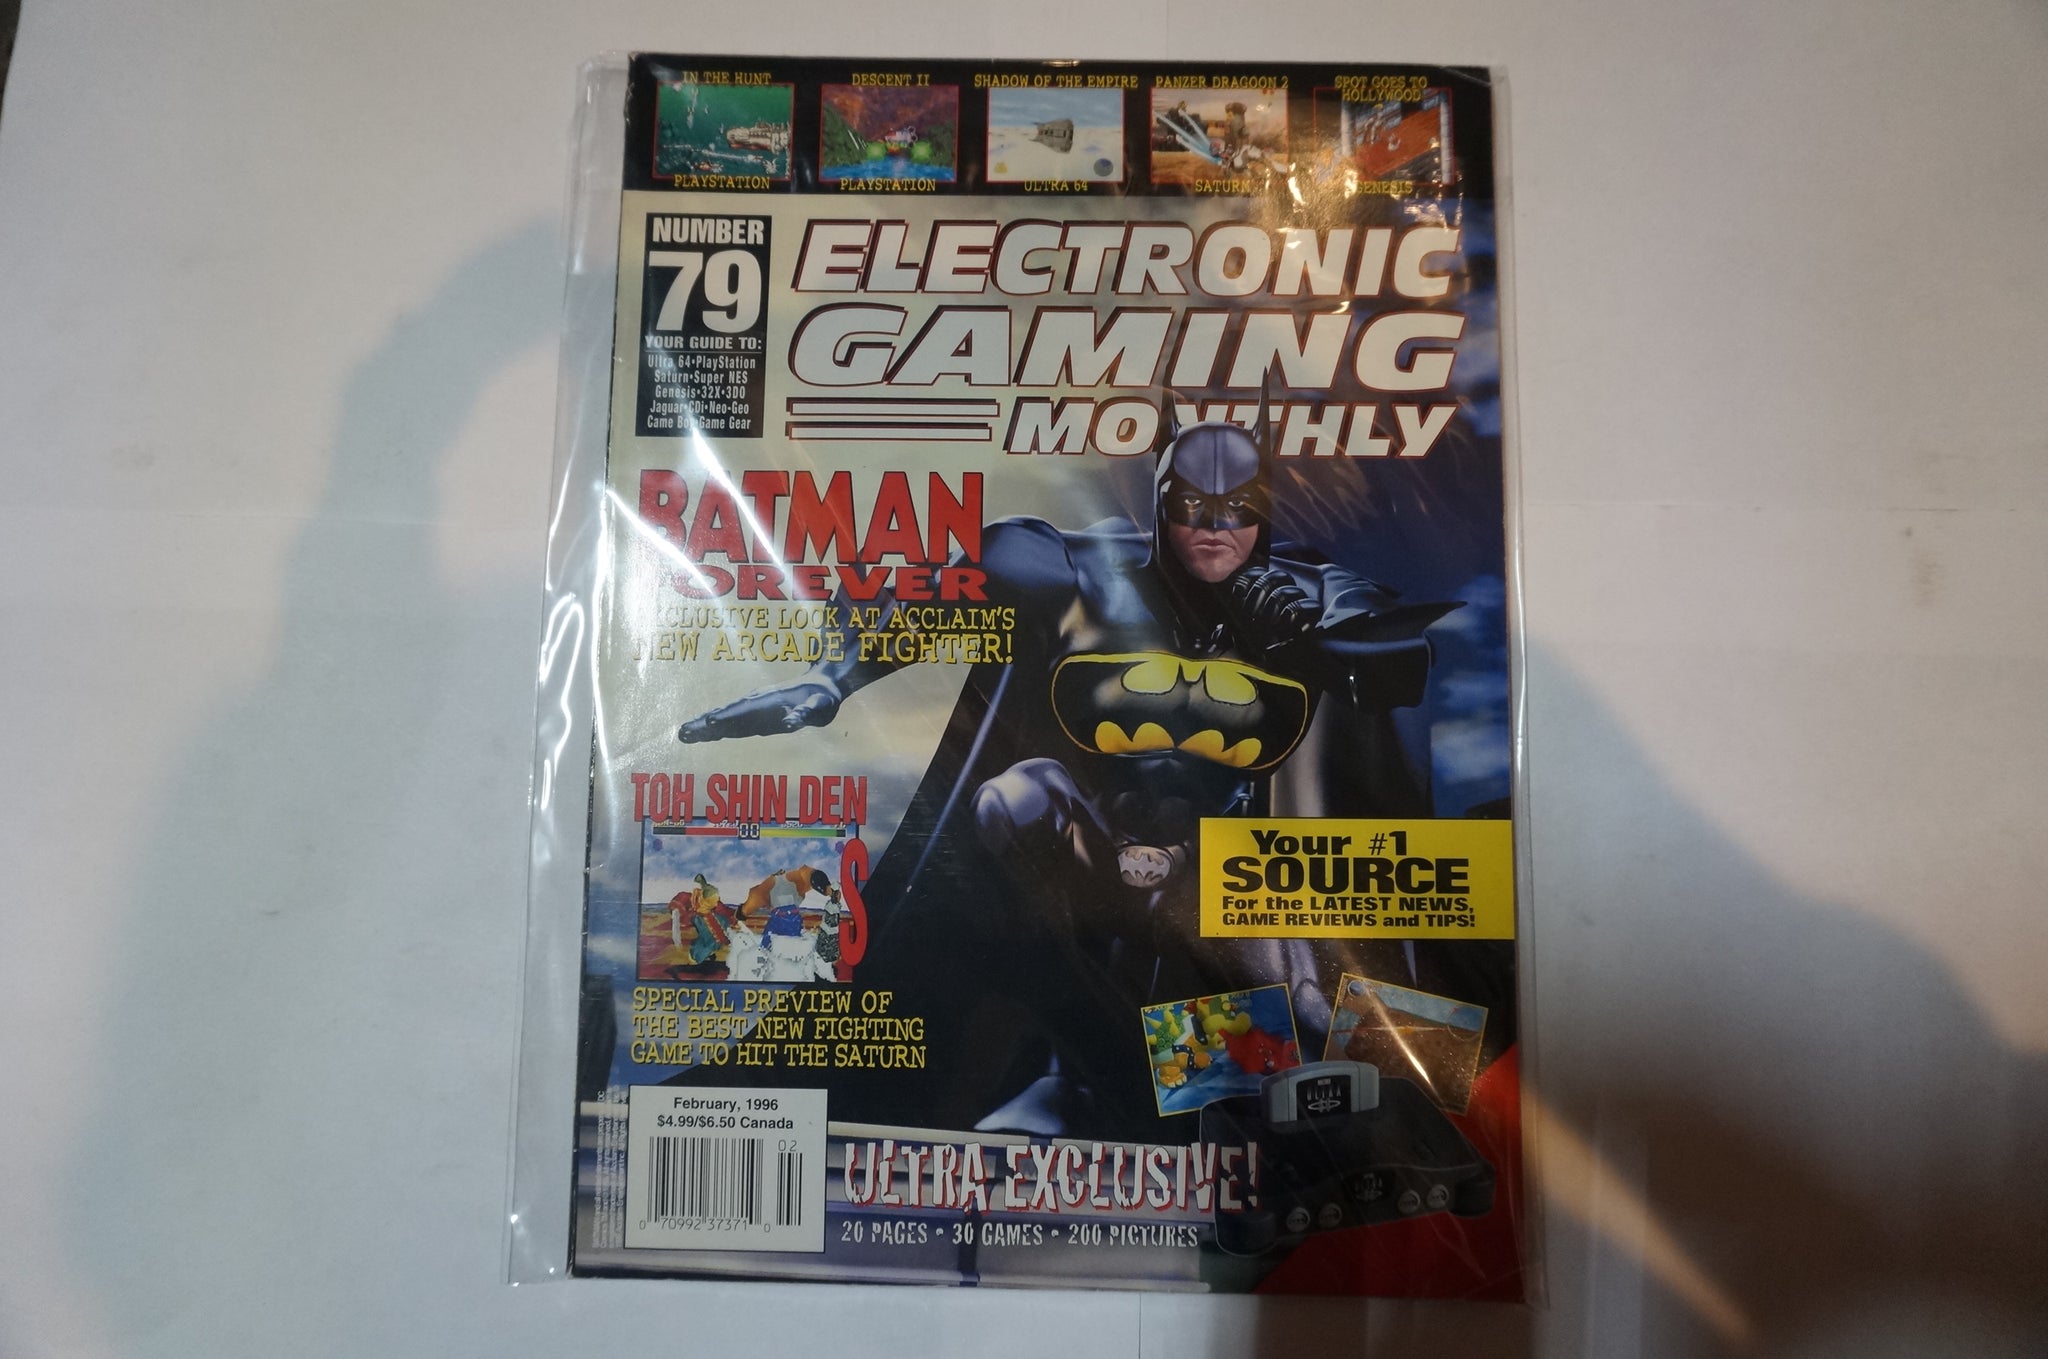 IN THE HUNT
PLAYSTATION
DESCENT II
PLAYSTATION
SHADOW OF THE EMPIRE
ULTRA 64
PANZER DRAGOON 2
SATURN
SPOT GOES TO
HOLLYWOOD
GENESIS
NUMBER
79
YOUR GUIDE TO:
Ultra 64•PlayStation
Saturn•Super NES
Genesis•32X•3DO
Jaguar•CDi•Neo-Geo
Game Boy•Game Gear
ELECTRONIC
GAMING
MONTHLY
BATMAN
FOREVER
EXCLUSIVE LOOK AT ACCLAIM'S
NEW ARCADE FIGHTER!
TOH SHIN DEN
S
00
SPECIAL PREVIEW OF
THE BEST NEW FIGHTING
GAME TO HIT THE SATURN
Your #1
SOURCE
For the LATEST NEWS,
GAME REVIEWS and TIPS!
February, 1996
$4.99/$6.50 Canada
02
0 70992 37371 0
ULTRA
ULTRA EXCLUSIVE!
20 PAGES • 30 GAMES • 200 PICTURES